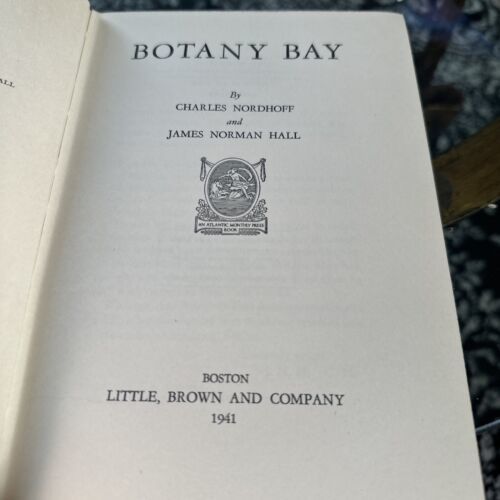 ALL
BOTANY BAY
By
CHARLES NORDHOFF
and
JAMES NORMAN HALL
AN ATLANTIC MONTHLY PRESS
BOOK
BOSTON
LITTLE, BROWN AND COMPANY
1941